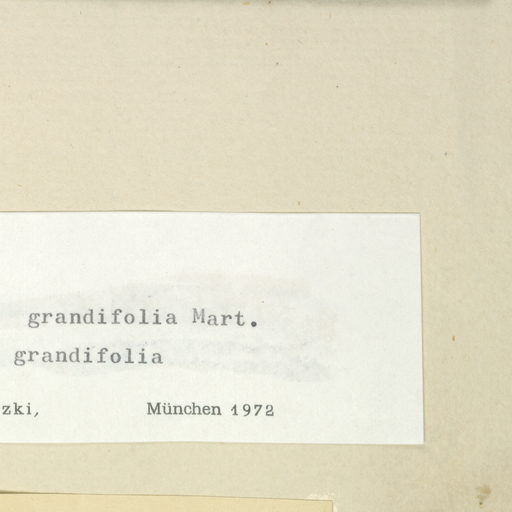 grandifolia Mart.
grandifolia
zki, München 1972